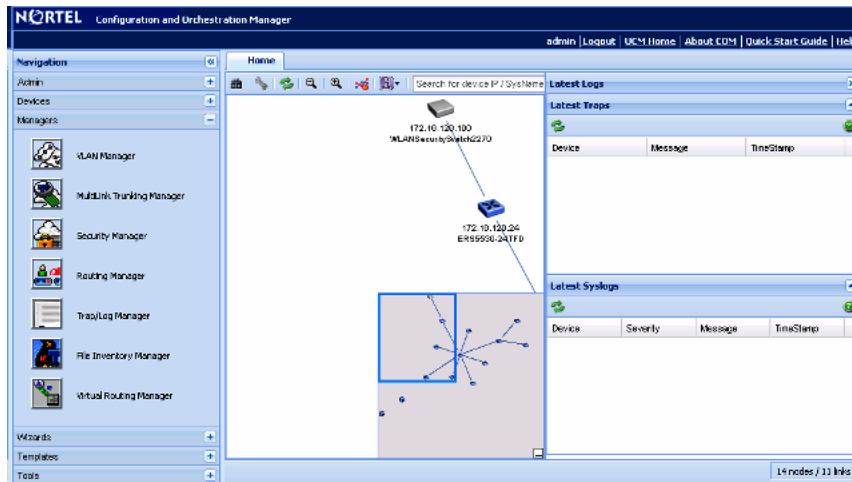 NORTEL Configuration and Orchestration Manager
admin | Logout | UCM Home | About COM | Quick Start Guide | Hel
Navigation
Admin
Devices
Managers
VLAN Manager
MultiLink Trunking Manager
Security Manager
Routing Manager
Trap/Log Manager
File Inventory Manager
Virtual Routing Manager
Wizards
Templates
Tools
Home
Search for device IP / SysName
172.16.120.100
WLANSecuritySwitch2270
172.16.120.24
ERS5530-24TFD
Latest Logs
Latest Traps
Device Message TimeStamp
Latest Syslogs
Device Severity Message TimeStamp
14 nodes / 11 links